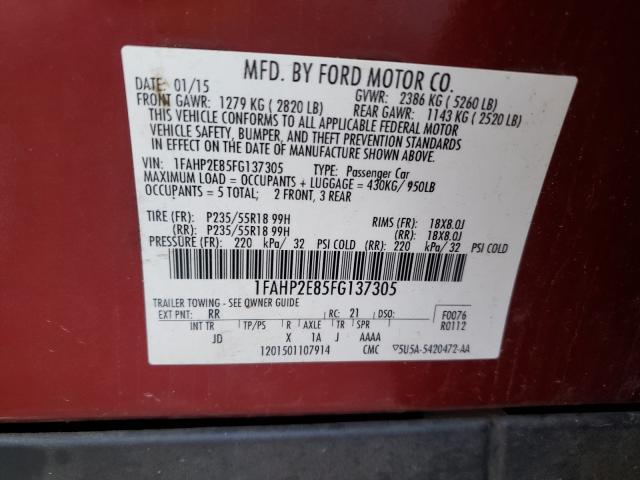 MFD. BY FORD MOTOR CO.
DATE: 01/15 GVWR: 2386 KG ( 5260 LB)
FRONT GAWR: 1279 KG ( 2820 LB) REAR GAWR: 1143 KG ( 2520 LB)
THIS VEHICLE CONFORMS TO ALL APPLICABLE FEDERAL MOTOR
VEHICLE SAFETY, BUMPER, AND THEFT PREVENTION STANDARDS
IN EFFECT ON THE DATE OF MANUFACTURE SHOWN ABOVE.
VIN: 1FAHP2E85FG137305 TYPE: Passenger Car
MAXIMUM LOAD = OCCUPANTS + LUGGAGE = 430KG/ 950LB
OCCUPANTS = 5 TOTAL; 2 FRONT, 3 REAR
TIRE (FR): P235/55R18 99H RIMS (FR): 18X8.0J
(RR): P235/55R18 99H (RR): 18X8.0J
PRESSURE (FR): 220 kPa/ 32 PSI COLD (RR): 220 kPa/ 32 PSI COLD
1FAHP2E85FG137305
TRAILER TOWING - SEE OWNER GUIDE
EXT PNT: RR RC: 21 DSO: F0076
INT TR TP/PS R AXLE TR SPR R0112
JD X 1A J AAAA
1201501107914 CMC ▽5U5A-5420472-AA